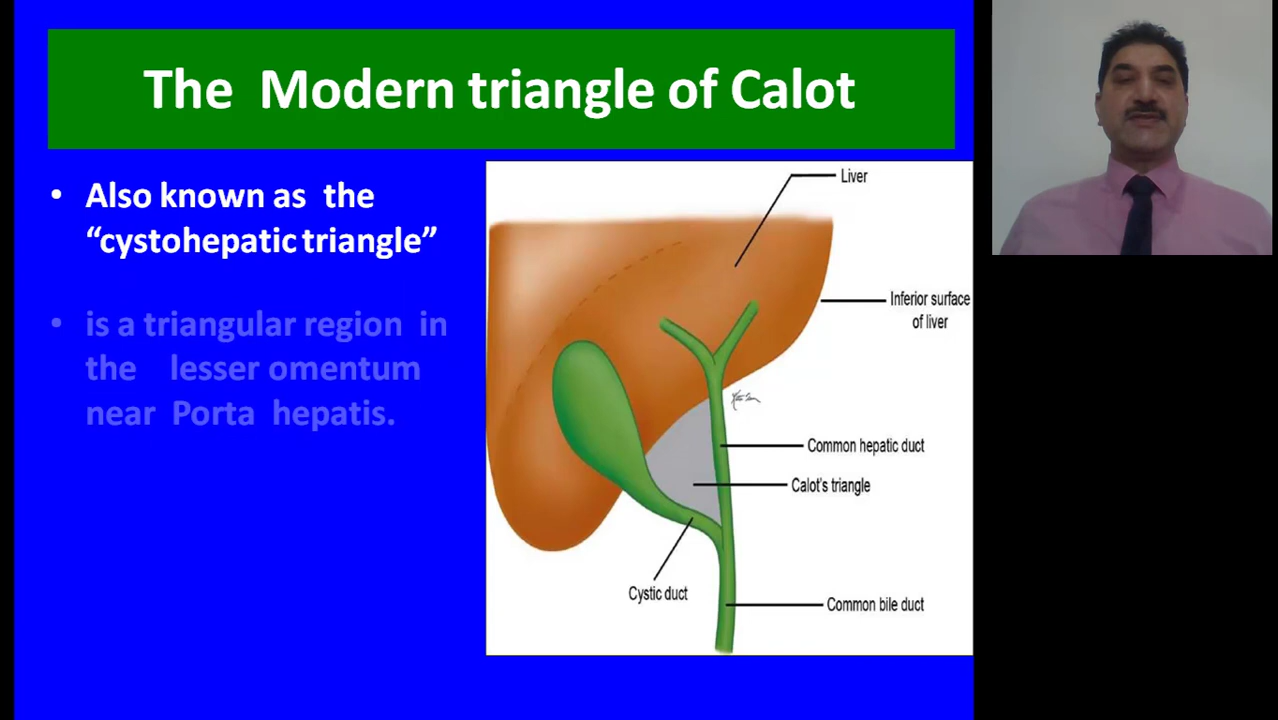 The Modern triangle of Calot
• Also known as the
“cystohepatic triangle”
• is a triangular region in
the lesser omentum
near Porta hepatis.
Liver
Inferior surface
of liver
Common hepatic duct
Calot's triangle
Cystic duct
Common bile duct